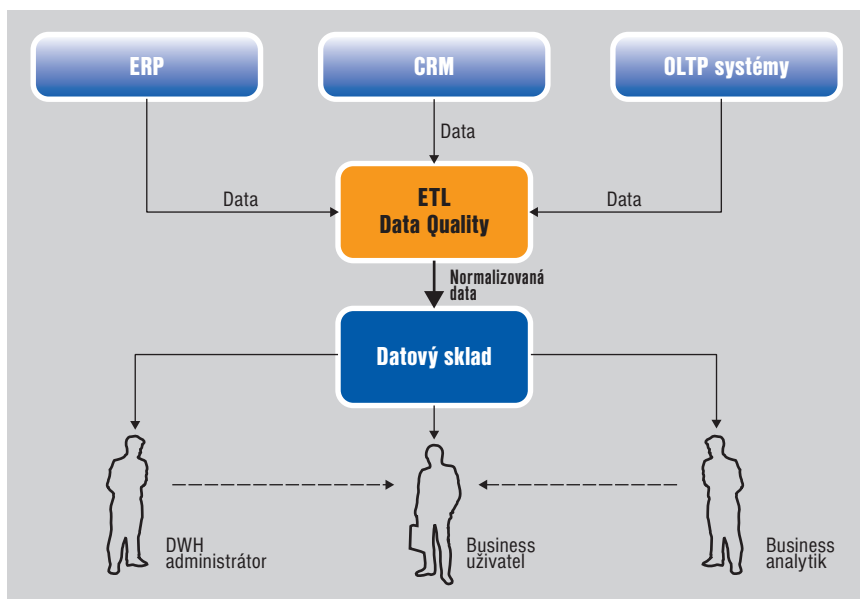 ERP
CRM
OLTP systémy
Data
Data
Data
ETL
Data Quality
Normalizovaná
data
Datový sklad
DWH
administrátor
Business
uživatel
Business
analytik